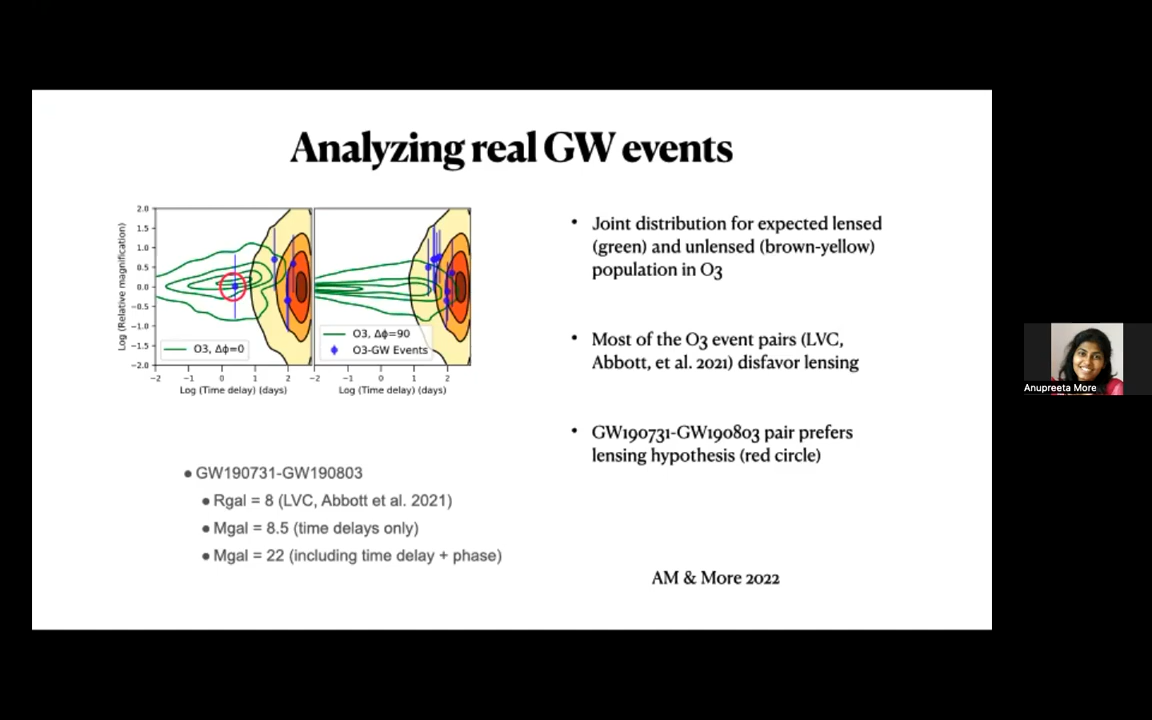 Analyzing real GW events
Log (Relative magnification)
2.0
1.5
1.0
0.5
0.0
−0.5
−1.0
−1.5
−2.0
O3, Δϕ=0
O3, Δϕ=90
O3-GW Events
−2 −1 0 1 2 −2 −1 0 1 2
Log (Time delay) (days) Log (Time delay) (days)
• GW190731-GW190803
• Rgal = 8 (LVC, Abbott et al. 2021)
• Mgal = 8.5 (time delays only)
• Mgal = 22 (including time delay + phase)
• Joint distribution for expected lensed
(green) and unlensed (brown-yellow)
population in O3
• Most of the O3 event pairs (LVC,
Abbott, et al. 2021) disfavor lensing
• GW190731-GW190803 pair prefers
lensing hypothesis (red circle)
AM & More 2022
Anupreeta More